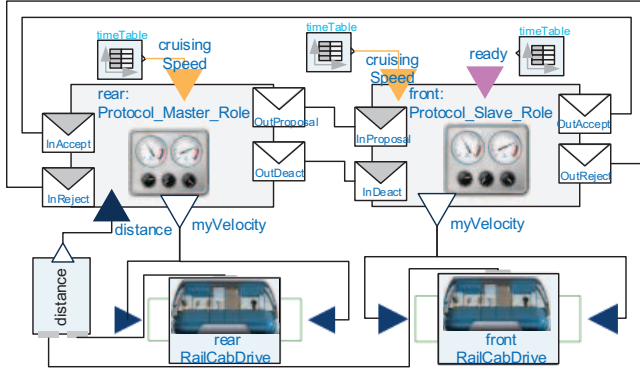 timeTable
timeTable
timeTable
cruising
Speed
cruising
Speed
ready
rear:
Protocol_Master_Role
front:
Protocol_Slave_Role
OutProposal
InProposal
OutAccept
InAccept
OutDeact
InDeact
OutReject
InReject
distance
myVelocity
myVelocity
distance
rear
RailCabDrive
front
RailCabDrive